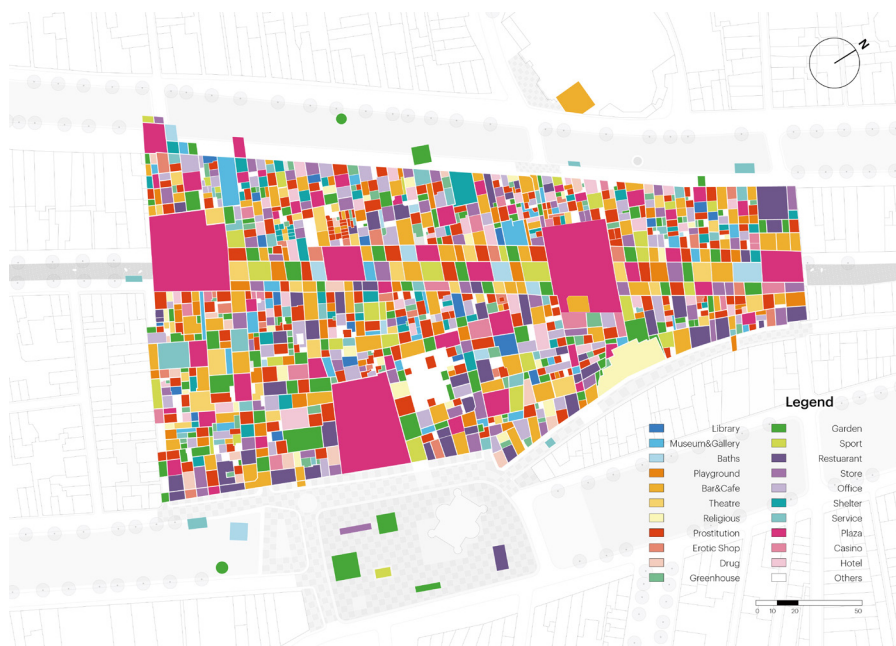 N
Legend
Library
Museum&Gallery
Baths
Playground
Bar&Cafe
Theatre
Religious
Prostitution
Erotic Shop
Drug
Greenhouse
Garden
Sport
Restuarant
Store
Office
Shelter
Service
Plaza
Casino
Hotel
Others
0 10 20 50